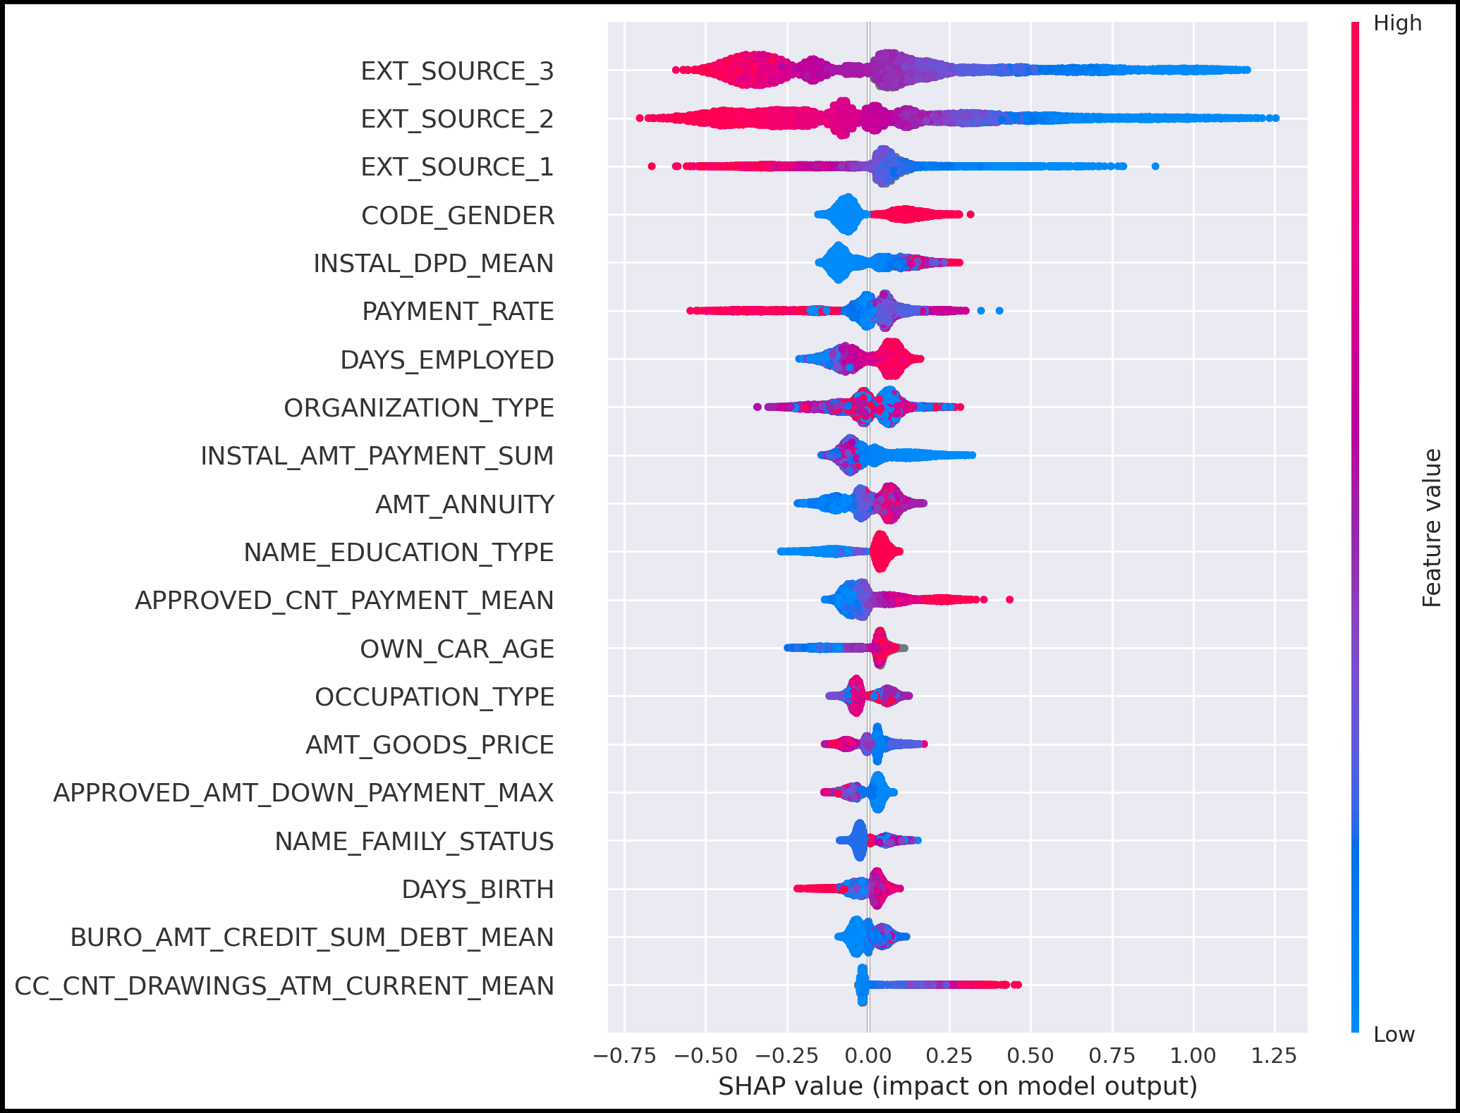 High
EXT_SOURCE_3
EXT_SOURCE_2
EXT_SOURCE_1
CODE_GENDER
INSTAL_DPD_MEAN
PAYMENT_RATE
DAYS_EMPLOYED
ORGANIZATION_TYPE
INSTAL_AMT_PAYMENT_SUM
AMT_ANNUITY
NAME_EDUCATION_TYPE
APPROVED_CNT_PAYMENT_MEAN
OWN_CAR_AGE
OCCUPATION_TYPE
AMT_GOODS_PRICE
APPROVED_AMT_DOWN_PAYMENT_MAX
NAME_FAMILY_STATUS
DAYS_BIRTH
BURO_AMT_CREDIT_SUM_DEBT_MEAN
CC_CNT_DRAWINGS_ATM_CURRENT_MEAN
Feature value
Low
−0.75 −0.50 −0.25 0.00 0.25 0.50 0.75 1.00 1.25
SHAP value (impact on model output)